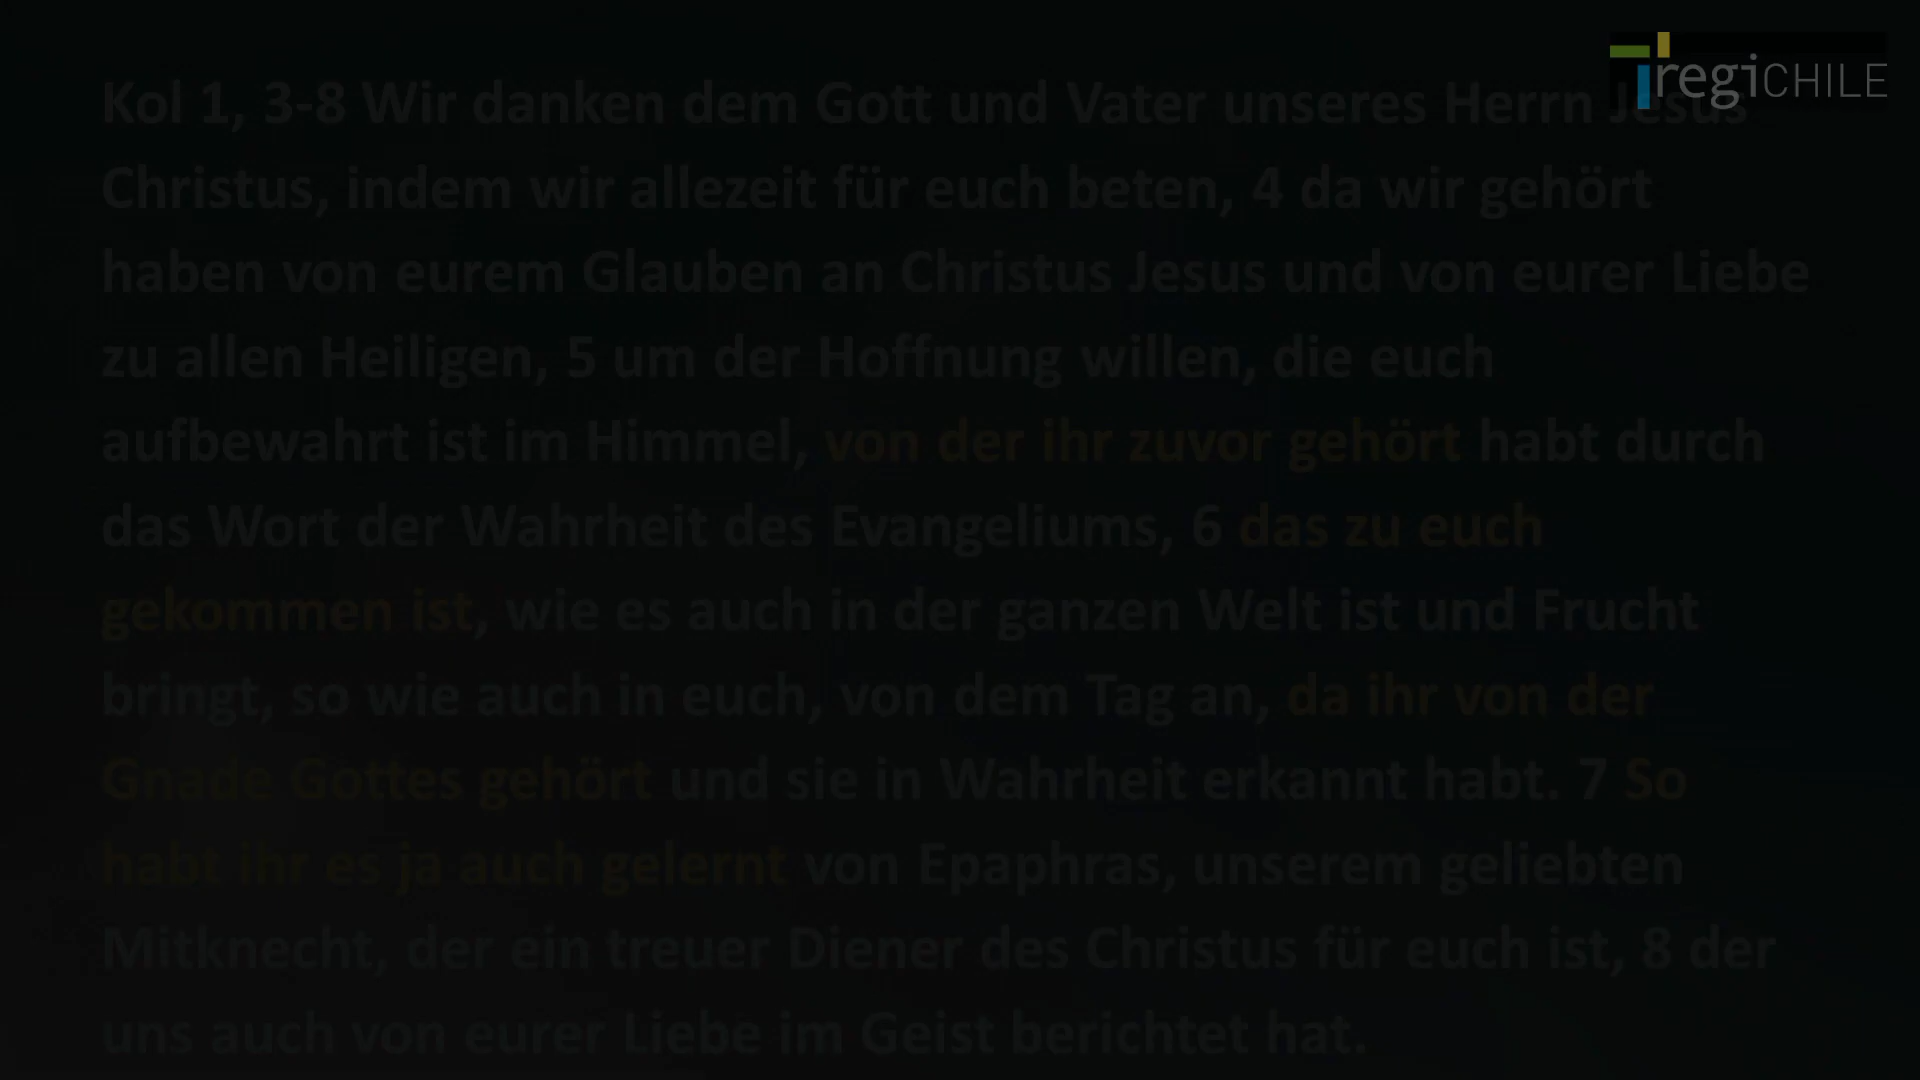 regiCHILE
Kol 1, 3-8 Wir danken dem Gott und Vater unseres Herrn Jesus
Christus, indem wir allezeit für euch beten, 4 da wir gehört
haben von eurem Glauben an Christus Jesus und von eurer Liebe
zu allen Heiligen, 5 um der Hoffnung willen, die euch
aufbewahrt ist im Himmel, von der ihr zuvor gehört habt durch
das Wort der Wahrheit des Evangeliums, 6 das zu euch
gekommen ist, wie es auch in der ganzen Welt ist und Frucht
bringt, so wie auch in euch, von dem Tag an, da ihr von der
Gnade Gottes gehört und sie in Wahrheit erkannt habt. 7 So
habt ihr es ja auch gelernt von Epaphras, unserem geliebten
Mitknecht, der ein treuer Diener des Christus für euch ist, 8 der
uns auch von eurer Liebe im Geist berichtet hat.